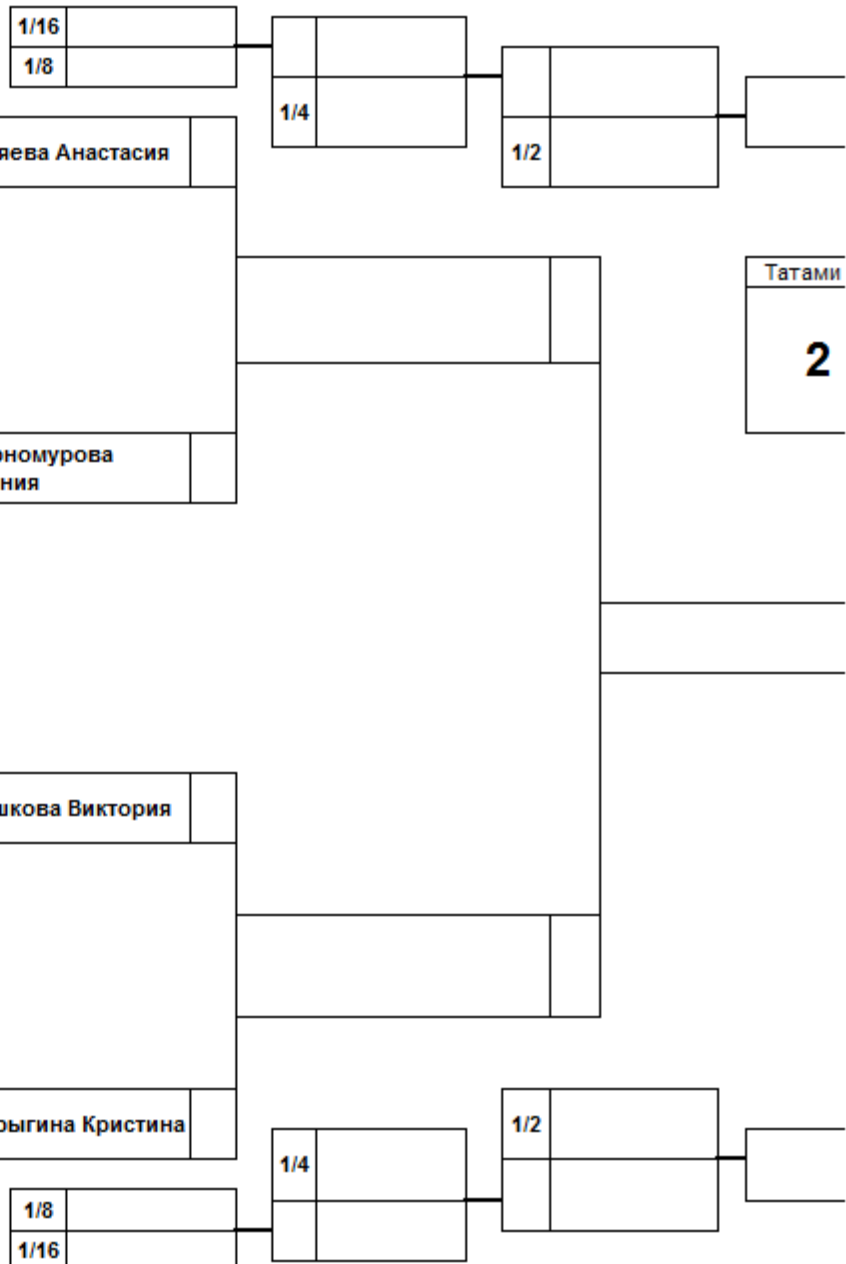 1/16
1/8
1/4
1/2
яева Анастасия
Татами
2
рномурова
ния
шкова Виктория
рыгина Кристина
1/2
1/4
1/8
1/16